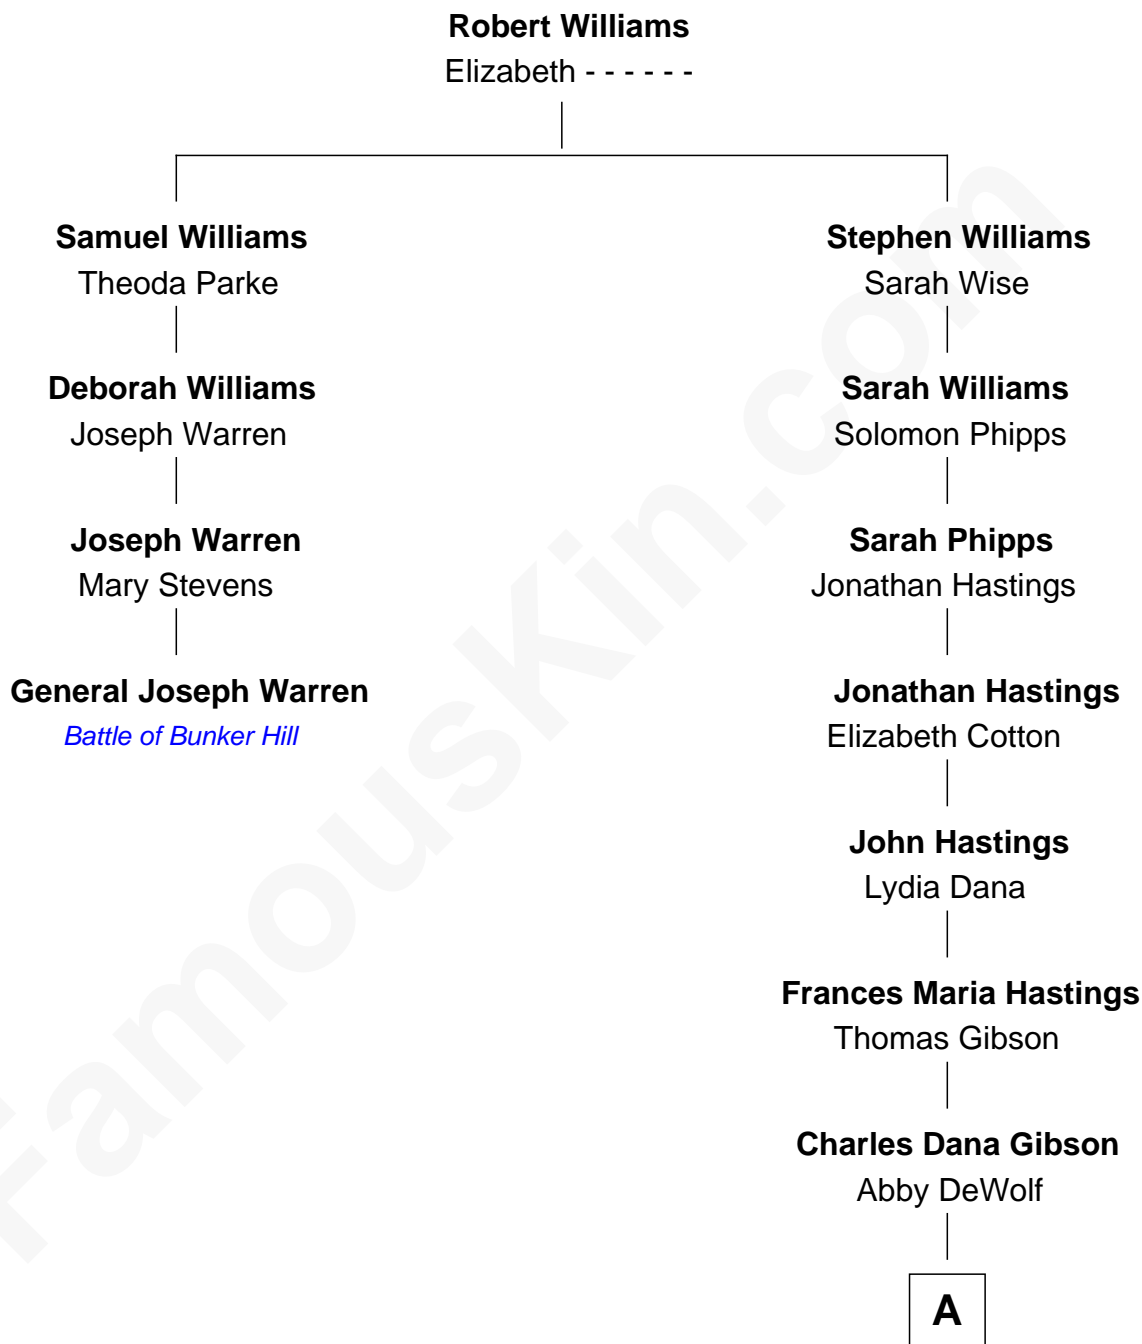 Robert Williams
Elizabeth - - - - - -
Samuel Williams
Theoda Parke
Stephen Williams
Sarah Wise
Deborah Williams
Joseph Warren
Sarah Williams
Solomon Phipps
Joseph Warren
Mary Stevens
Sarah Phipps
Jonathan Hastings
General Joseph Warren
Battle of Bunker Hill
Jonathan Hastings
Elizabeth Cotton
John Hastings
Lydia Dana
Frances Maria Hastings
Thomas Gibson
Charles Dana Gibson
Abby DeWolf
A
FamousKin.com